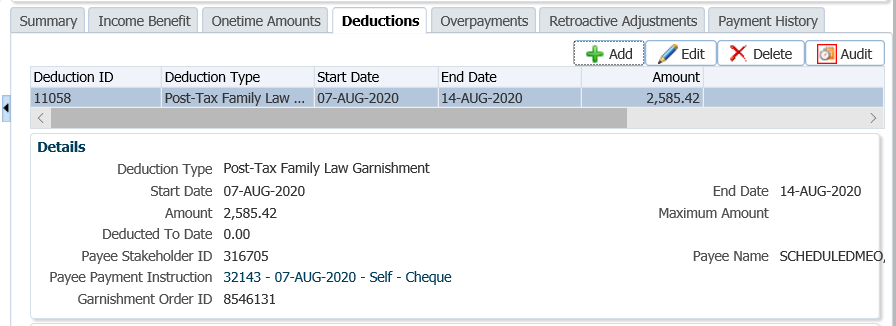 Summary Income Benefit Onetime Amounts Deductions Overpayments Retroactive Adjustments Payment History
Add Edit Delete Audit
Deduction ID Deduction Type Start Date End Date Amount
11058 Post-Tax Family Law ... 07-AUG-2020 14-AUG-2020 2,585.42
Details
Deduction Type Post-Tax Family Law Garnishment
Start Date 07-AUG-2020 End Date 14-AUG-2020
Amount 2,585.42 Maximum Amount
Deducted To Date 0.00
Payee Stakeholder ID 316705 Payee Name SCHEDULEDMEO,
Payee Payment Instruction 32143 - 07-AUG-2020 - Self - Cheque
Garnishment Order ID 8546131